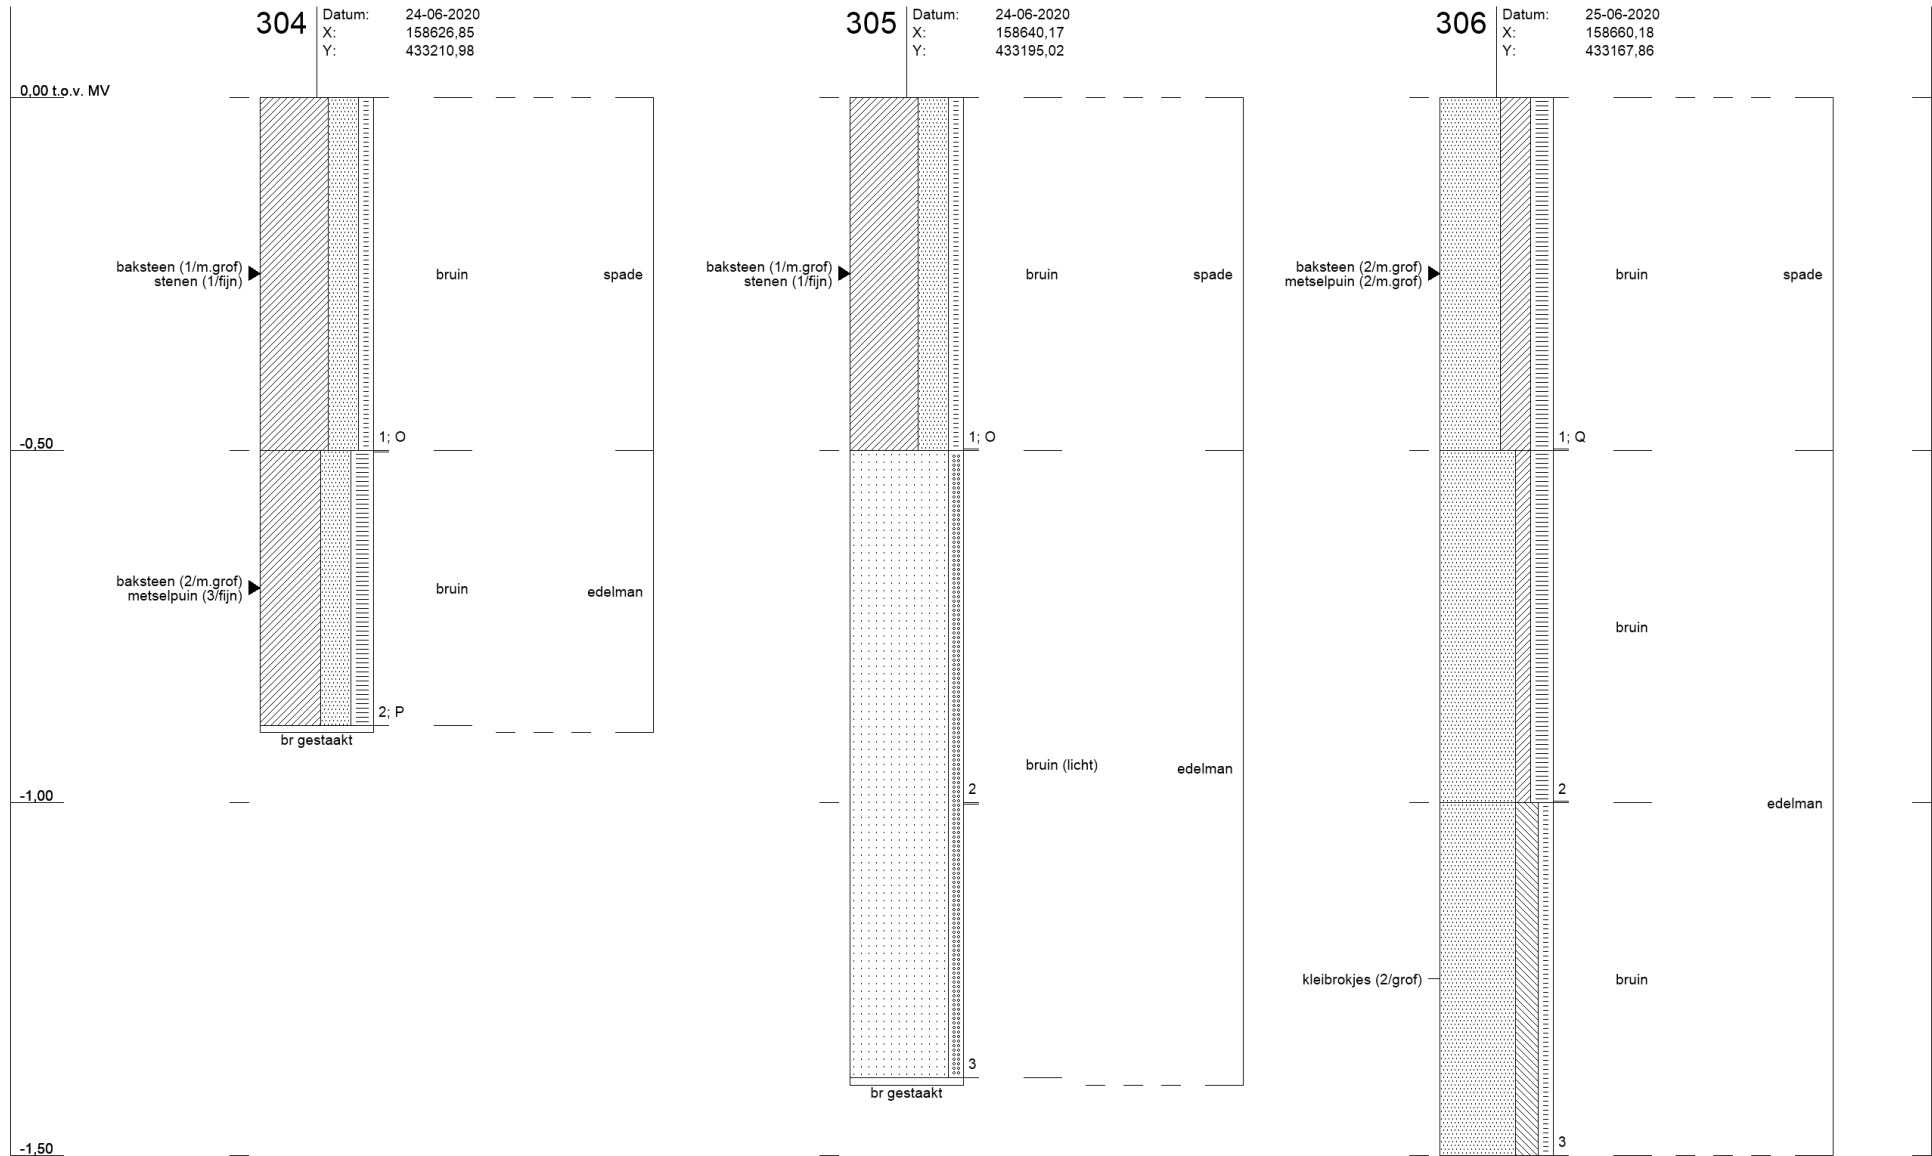 304
Datum: 24-06-2020
X: 158626,85
Y: 433210,98
305
Datum: 24-06-2020
X: 158640,17
Y: 433195,02
306
Datum: 25-06-2020
X: 158660,18
Y: 433167,86
0,00 t.o.v. MV
-0,50
-1,00
-1,50
baksteen (1/m.grof)
stenen (1/fijn)
bruin
spade
1; O
baksteen (2/m.grof)
metselpuin (3/fijn)
bruin
edelman
2; P
br gestaakt
baksteen (1/m.grof)
stenen (1/fijn)
bruin
spade
1; O
bruin (licht)
edelman
2
3
br gestaakt
baksteen (2/m.grof)
metselpuin (2/m.grof)
bruin
spade
1; Q
bruin
2
edelman
kleibrokjes (2/grof)
bruin
3